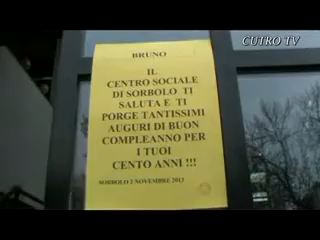 CUTRO TV
BRUNO
IL
CENTRO SOCIALE
DI SORBOLO TI
SALUTA E TI
PORGE TANTISSIMI
AUGURI DI BUON
COMPLEANNO PER
I TUOI
CENTO ANNI !!!
SORBOLO 2 NOVEMBRE 2013